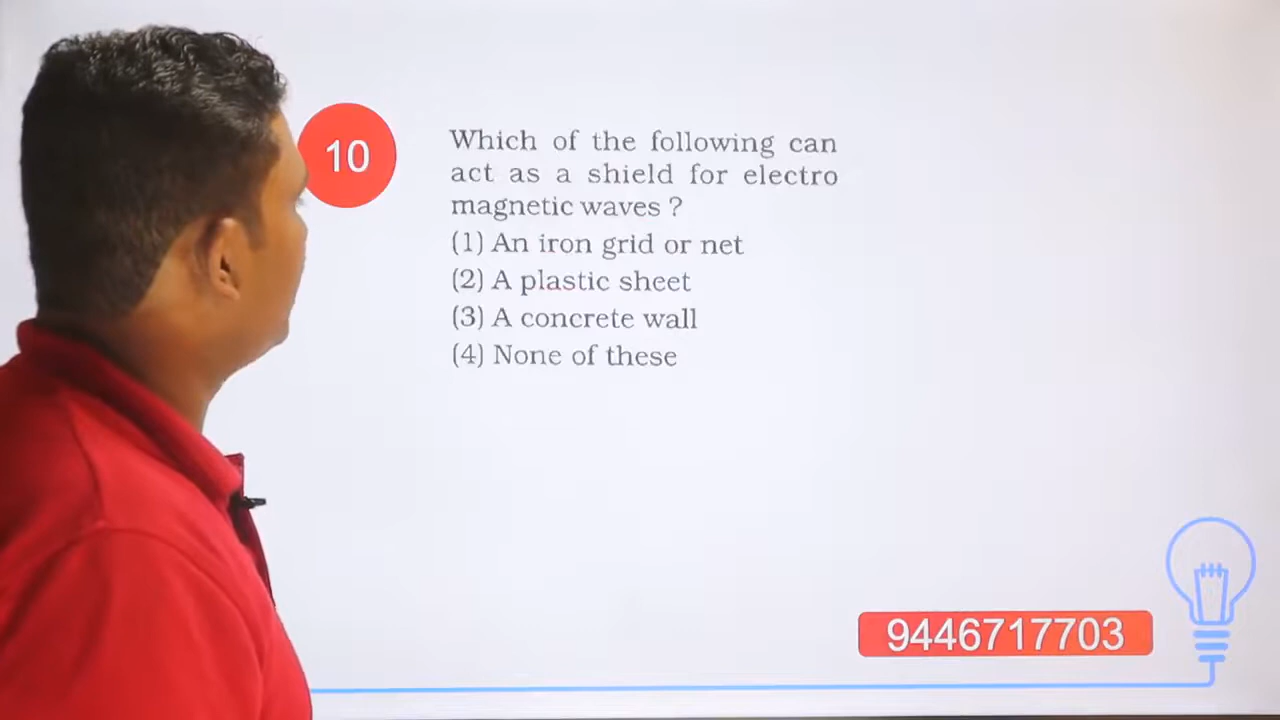 10
Which of the following can
act as a shield for electro
magnetic waves ?
(1) An iron grid or net
(2) A plastic sheet
(3) A concrete wall
(4) None of these
9446717703